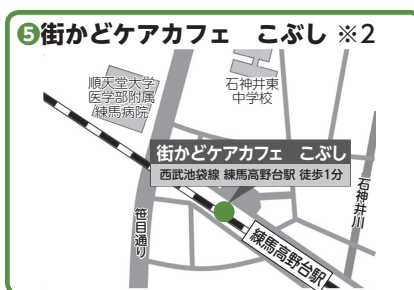 ❺街かどケアカフェ　こぶし ※2
順天堂大学
医学部附属
練馬病院
石神井東
中学校
街かどケアカフェ　こぶし
西武池袋線 練馬高野台駅 徒歩1分
石神井川
笹目通り
練馬高野台駅